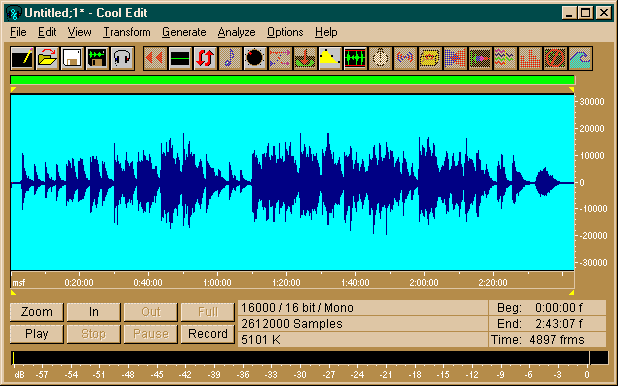 Untitled;1* - Cool Edit
File Edit View Transform Generate Analyze Options Help
30000
20000
10000
0
-10000
-20000
-30000
msf 0:20:00 0:40:00 1:00:00 1:20:00 1:40:00 2:00:00 2:20:00
Zoom In Out Full 16000 / 16 bit / Mono Beg: 0:00:00 f
2612000 Samples End: 2:43:07 f
Play Stop Pause Record 5101 K Time: 4897 frms
dB -57 -54 -51 -48 -45 -42 -39 -36 -33 -30 -27 -24 -21 -18 -15 -12 -9 -6 -3 0